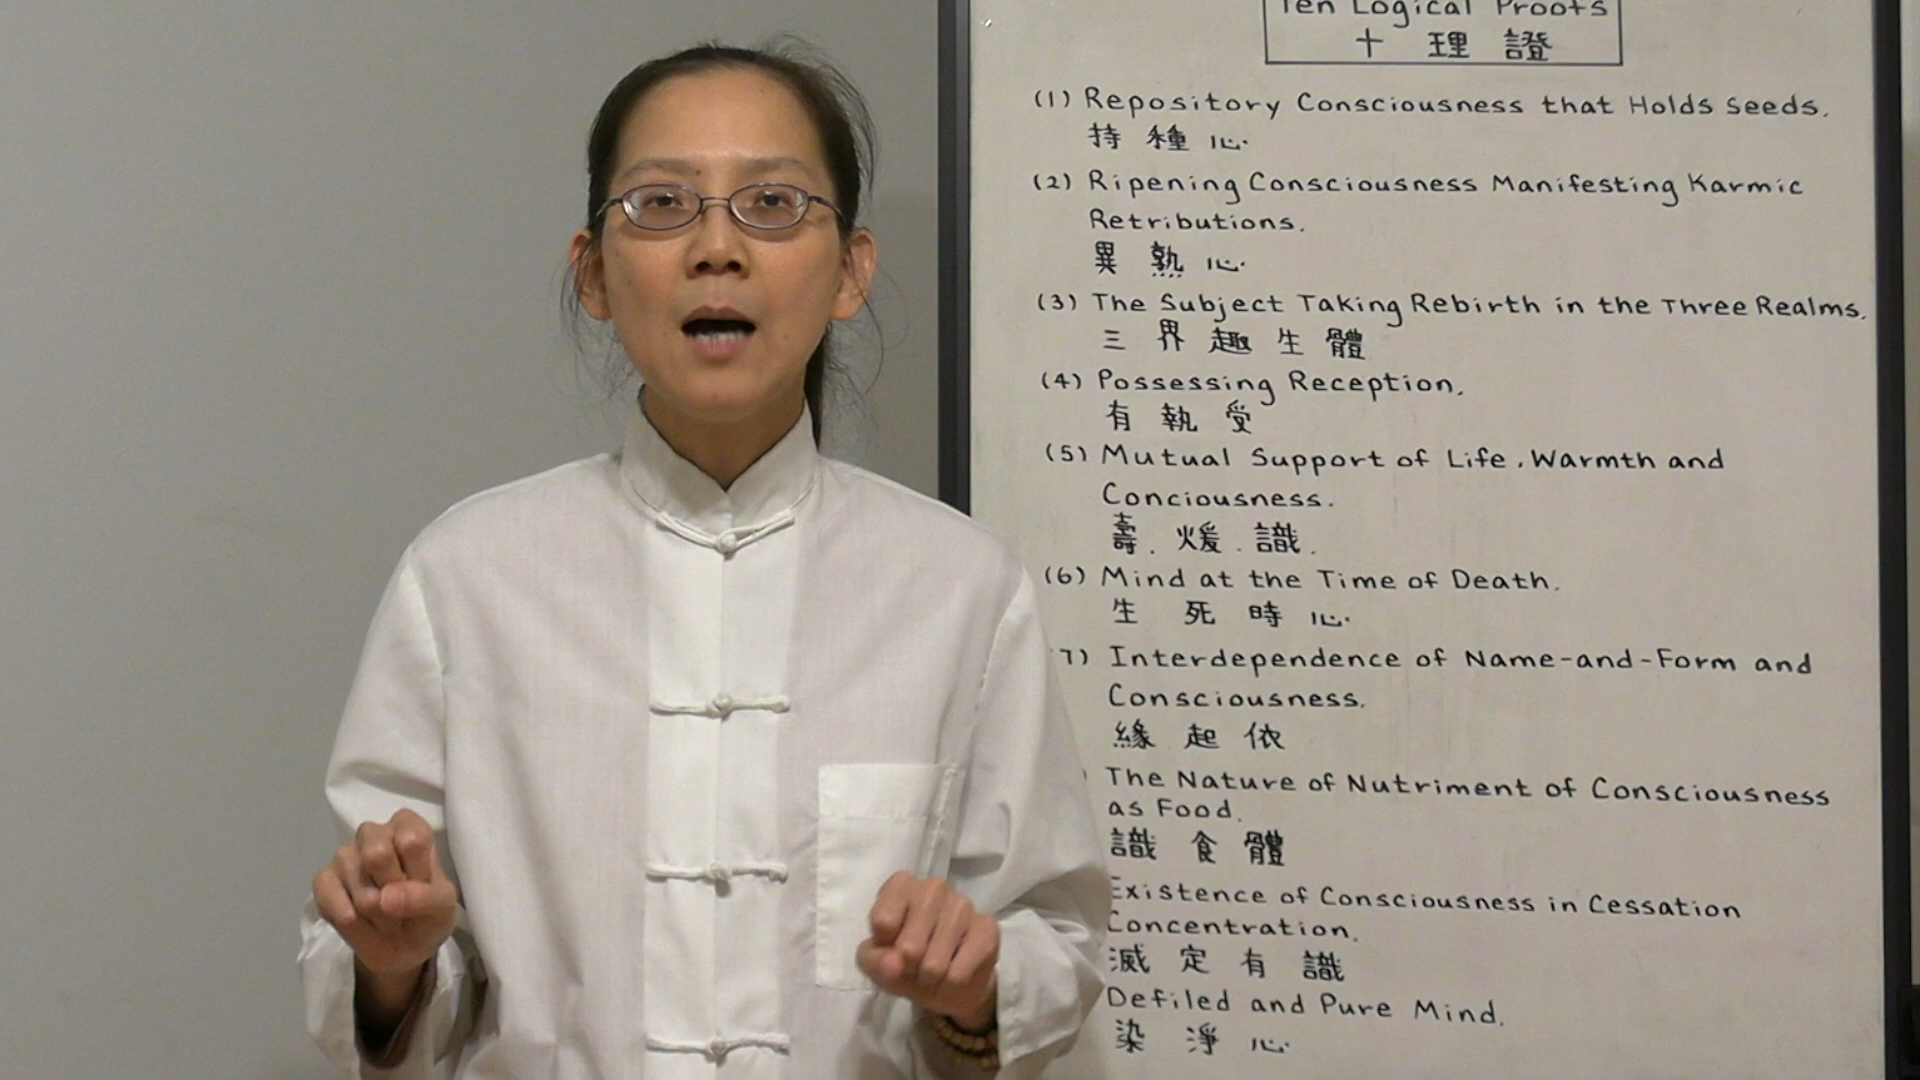 Ten Logical Proofs
十 理 證
(1) Repository Consciousness that Holds Seeds.
持 種 心.
(2) Ripening Consciousness Manifesting Karmic
Retributions.
異 熟 心.
(3) The Subject Taking Rebirth in the Three Realms.
三 界 趣 生 體
(4) Possessing Reception.
有 執 受
(5) Mutual Support of Life, Warmth and
Conciousness.
壽. 煖. 識.
(6) Mind at the Time of Death.
生 死 時 心.
7) Interdependence of Name-and-Form and
Consciousness.
緣 起 依
) The Nature of Nutriment of Consciousness
as Food.
識 食 體
Existence of Consciousness in Cessation
Concentration.
滅 定 有 識
Defiled and Pure Mind.
染 淨 心.